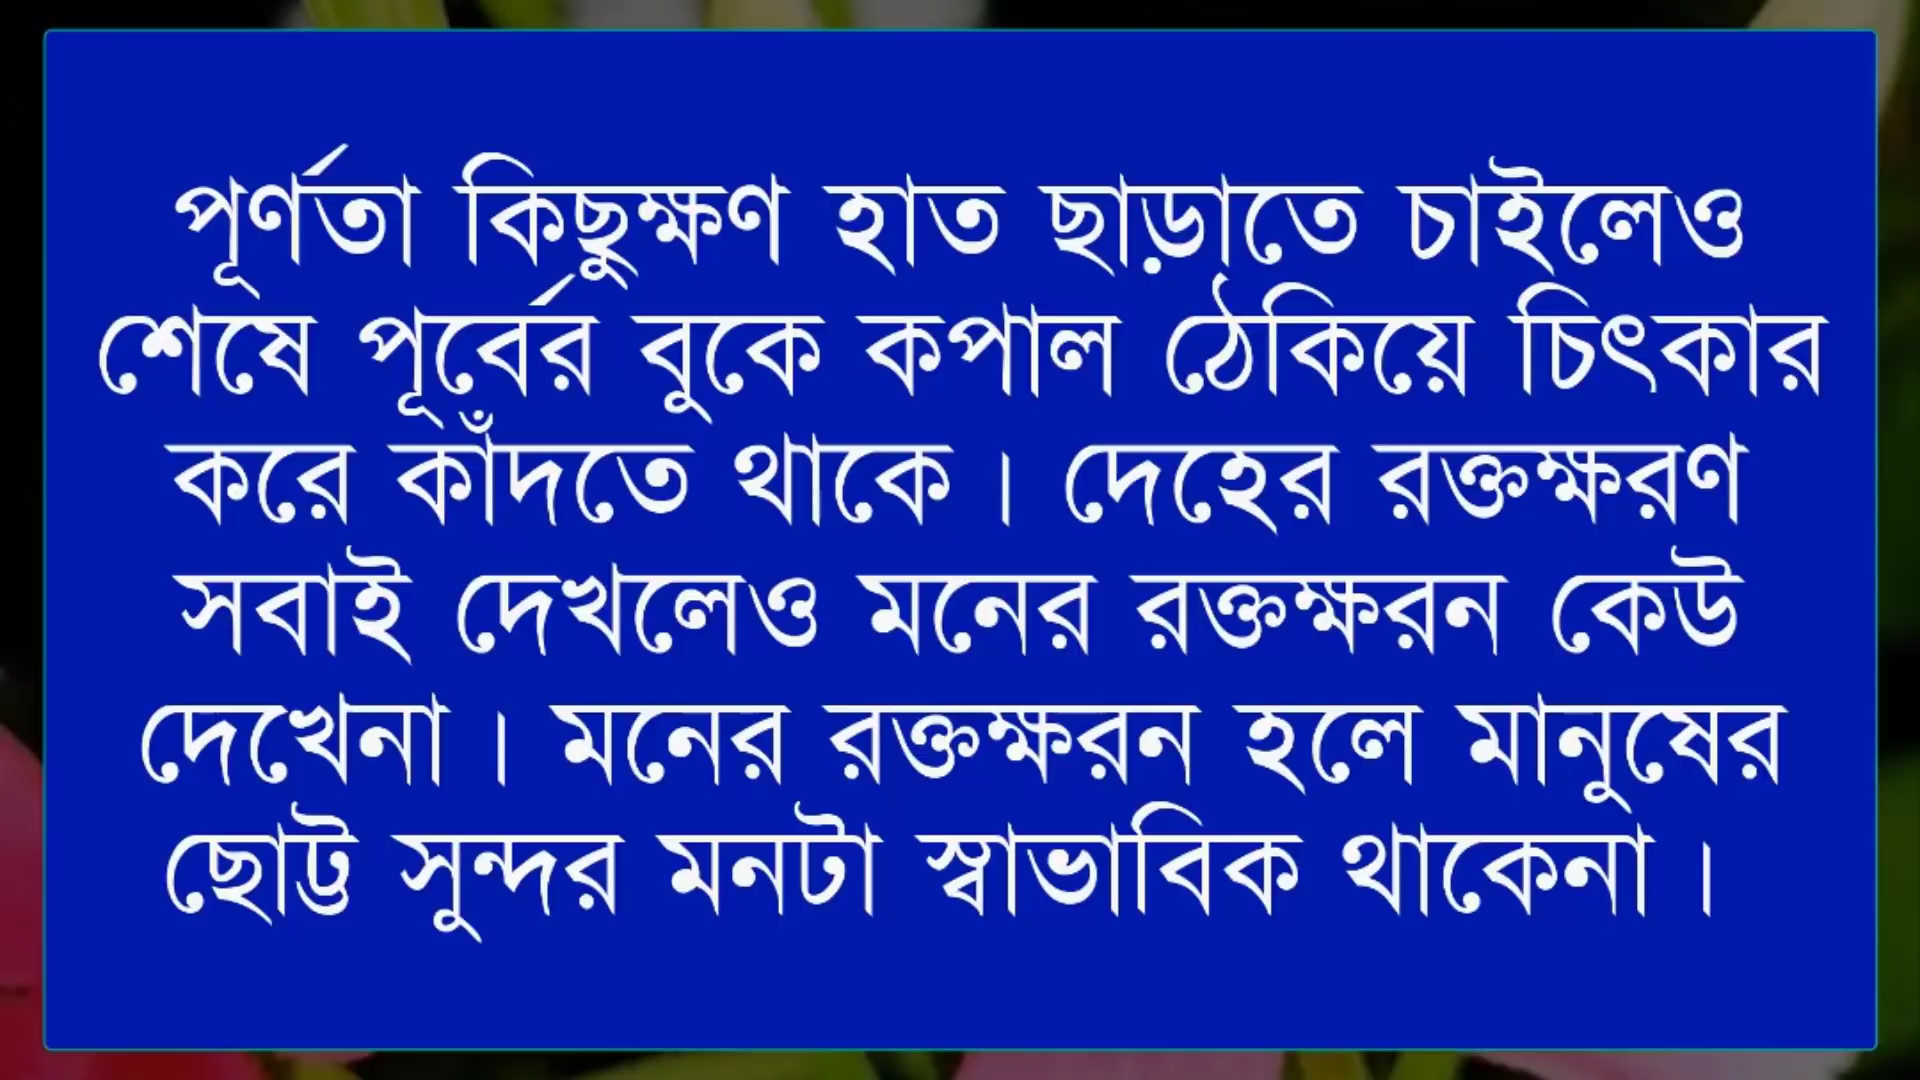 পূর্ণতা কিছুক্ষণ হাত ছাড়াতে চাইলেও
শেষে পূর্বের বুকে কপাল ঠেকিয়ে চিৎকার
করে কাঁদতে থাকে। দেহের রক্তক্ষরণ
সবাই দেখলেও মনের রক্তক্ষরন কেউ
দেখেনা। মনের রক্তক্ষরন হলে মানুষের
ছোট্ট সুন্দর মনটা স্বাভাবিক থাকেনা।